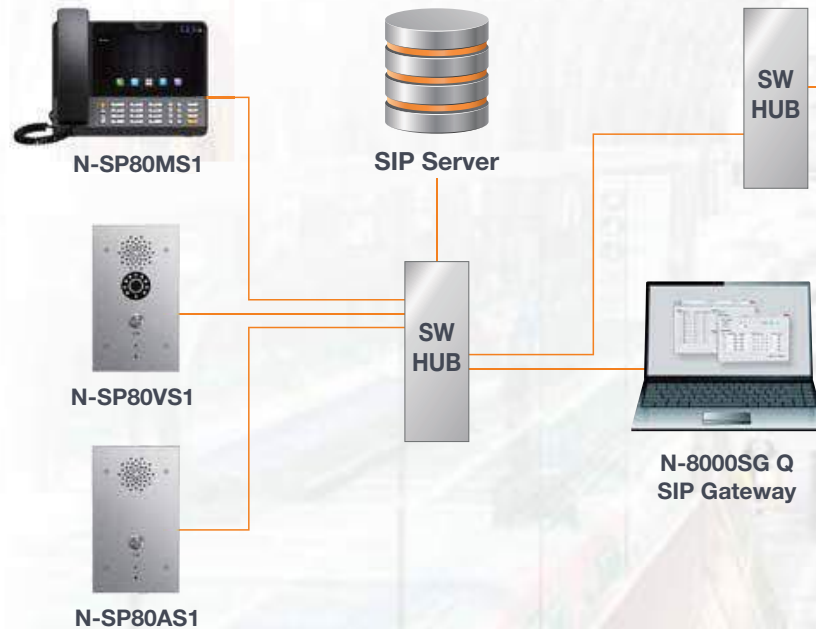 N-SP80MS1
SIP Server
SW
HUB
N-SP80VS1
SW
HUB
N-8000SG Q
SIP Gateway
N-SP80AS1